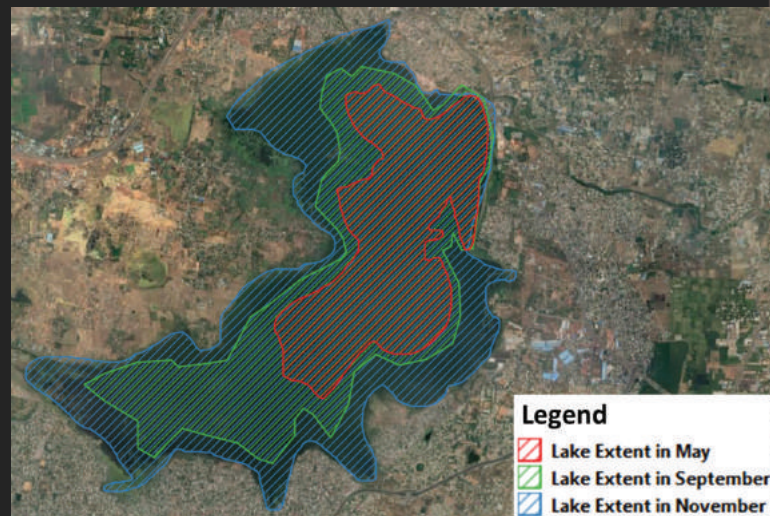 Legend
Lake Extent in May
Lake Extent in September
Lake Extent in November